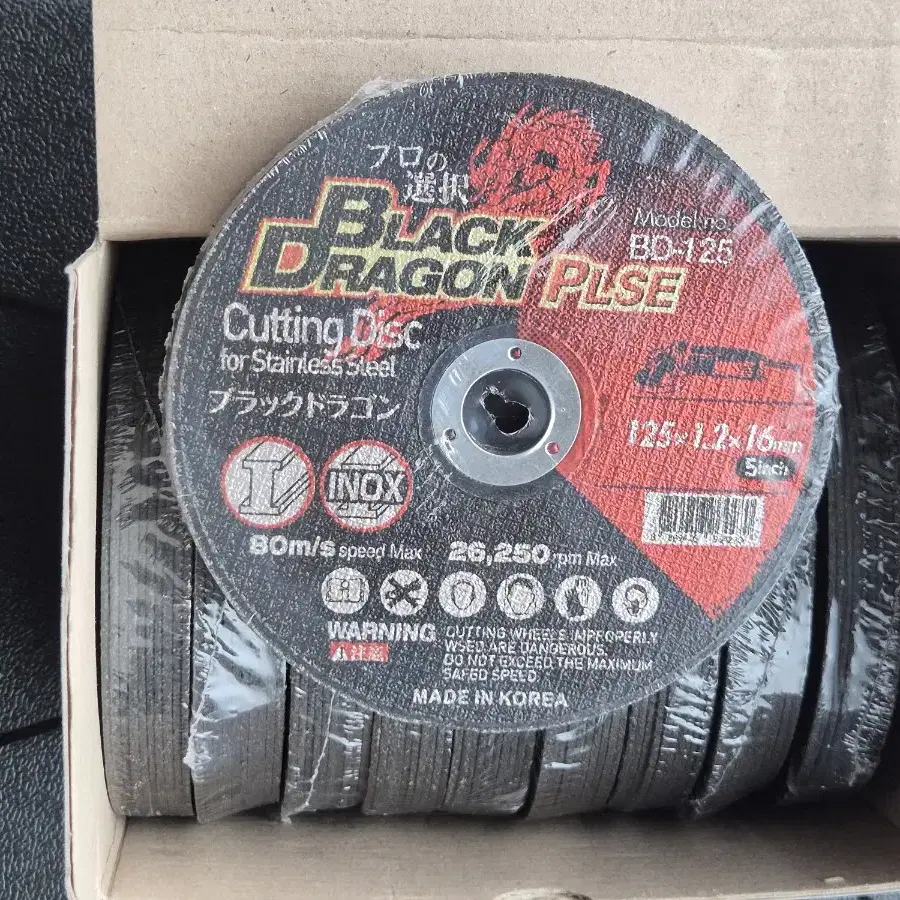 プロの
選択
BLACK
DRAGON PLSE
Model no.
BD-125
Cutting Disc
for Stainless Steel
ブラックドラゴン
125×1.2×16mm
5inch
INOX
80m/s speed Max
26,250 rpm Max
WARNING
注意
CUTTING WHEELS IMPROPERLY
WSED ARE DANGEROUS.
DO NOT EXCEED THE MAXIMUM
SAFED SPEED.
MADE IN KOREA